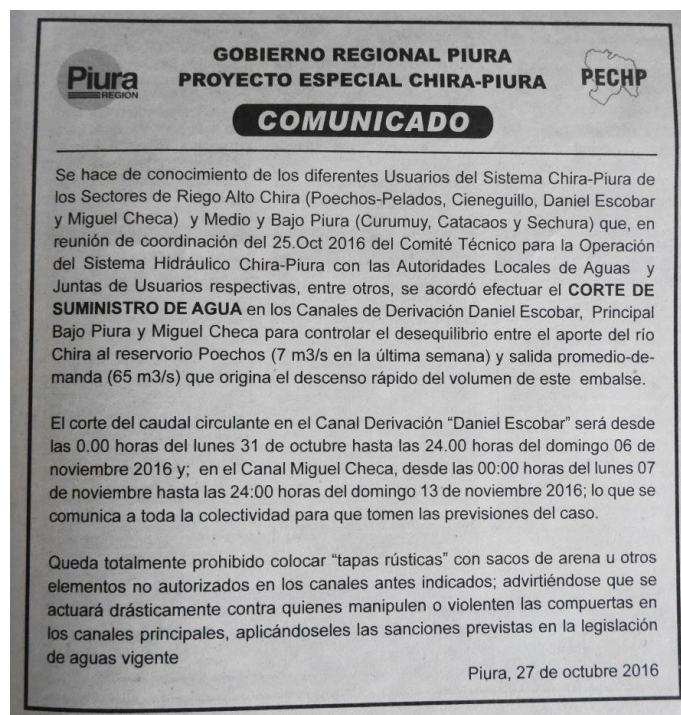 Piura
REGION
GOBIERNO REGIONAL PIURA
PROYECTO ESPECIAL CHIRA-PIURA
PECHP
COMUNICADO
Se hace de conocimiento de los diferentes Usuarios del Sistema Chira-Piura de
los Sectores de Riego Alto Chira (Poechos-Pelados, Cieneguillo, Daniel Escobar
y Miguel Checa) y Medio y Bajo Piura (Curumuy, Catacaos y Sechura) que, en
reunión de coordinación del 25.Oct 2016 del Comité Técnico para la Operación
del Sistema Hidráulico Chira-Piura con las Autoridades Locales de Aguas y
Juntas de Usuarios respectivas, entre otros, se acordó efectuar el CORTE DE
SUMINISTRO DE AGUA en los Canales de Derivación Daniel Escobar, Principal
Bajo Piura y Miguel Checa para controlar el desequilibrio entre el aporte del río
Chira al reservorio Poechos (7 m3/s en la última semana) y salida promedio-de-
manda (65 m3/s) que origina el descenso rápido del volumen de este embalse.
El corte del caudal circulante en el Canal Derivación “Daniel Escobar” será desde
las 0.00 horas del lunes 31 de octubre hasta las 24.00 horas del domingo 06 de
noviembre 2016 y; en el Canal Miguel Checa, desde las 00:00 horas del lunes 07
de noviembre hasta las 24:00 horas del domingo 13 de noviembre 2016; lo que se
comunica a toda la colectividad para que tomen las previsiones del caso.
Queda totalmente prohibido colocar “tapas rústicas” con sacos de arena u otros
elementos no autorizados en los canales antes indicados; advirtiéndose que se
actuará drásticamente contra quienes manipulen o violenten las compuertas en
los canales principales, aplicándoseles las sanciones previstas en la legislación
de aguas vigente
Piura, 27 de octubre 2016